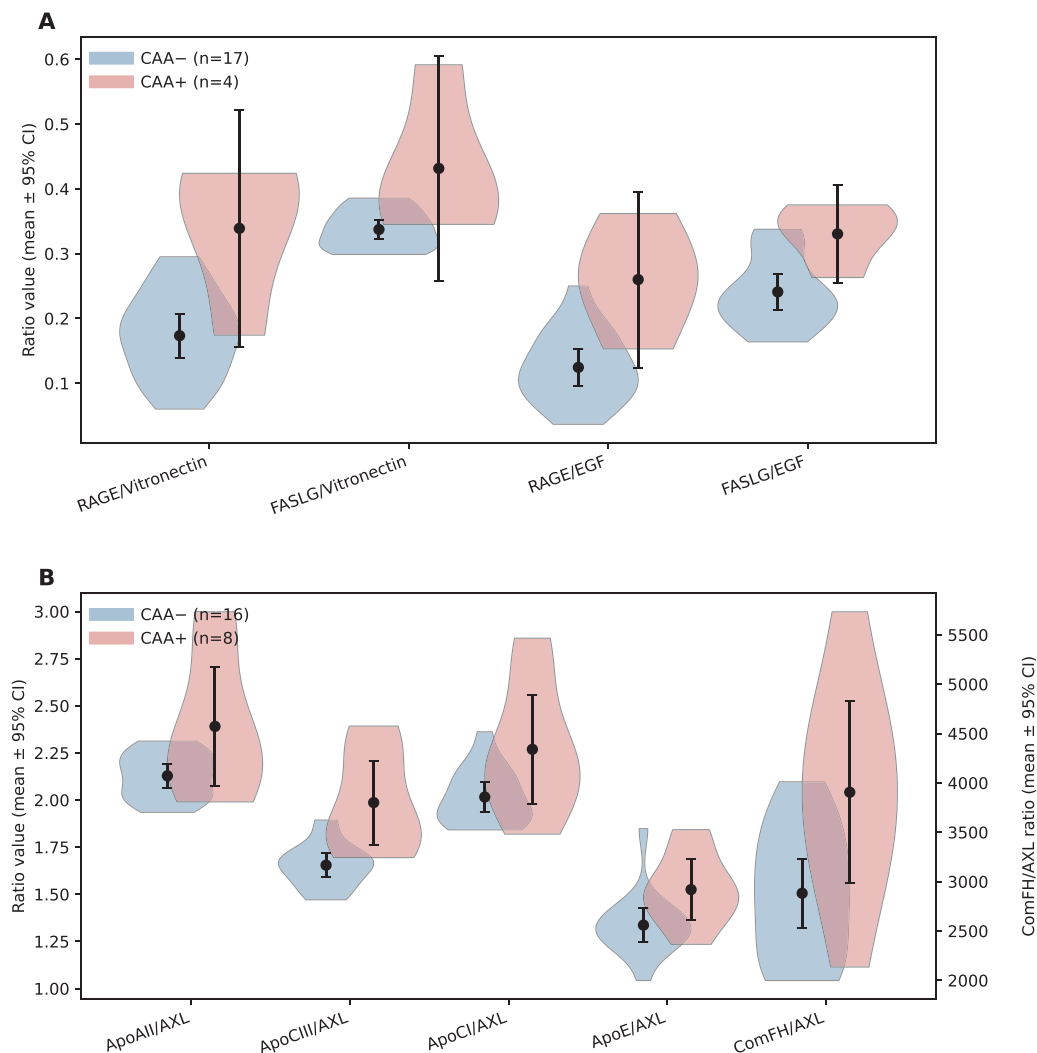 A
CAA− (n=17)
CAA+ (n=4)
Ratio value (mean ± 95% CI)
0.6
0.5
0.4
0.3
0.2
0.1
RAGE/Vitronectin
FASLG/Vitronectin
RAGE/EGF
FASLG/EGF
B
CAA− (n=16)
CAA+ (n=8)
Ratio value (mean ± 95% CI)
3.00
2.75
2.50
2.25
2.00
1.75
1.50
1.25
1.00
5500
5000
4500
4000
3500
3000
2500
2000
ComFH/AXL ratio (mean ± 95% CI)
ApoAII/AXL
ApoCIII/AXL
ApoCI/AXL
ApoE/AXL
ComFH/AXL